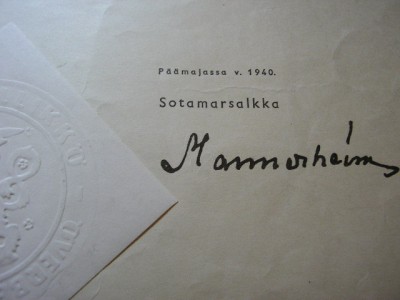 Päämajassa v. 1940.
Sotamarsalkka
Mannerheim